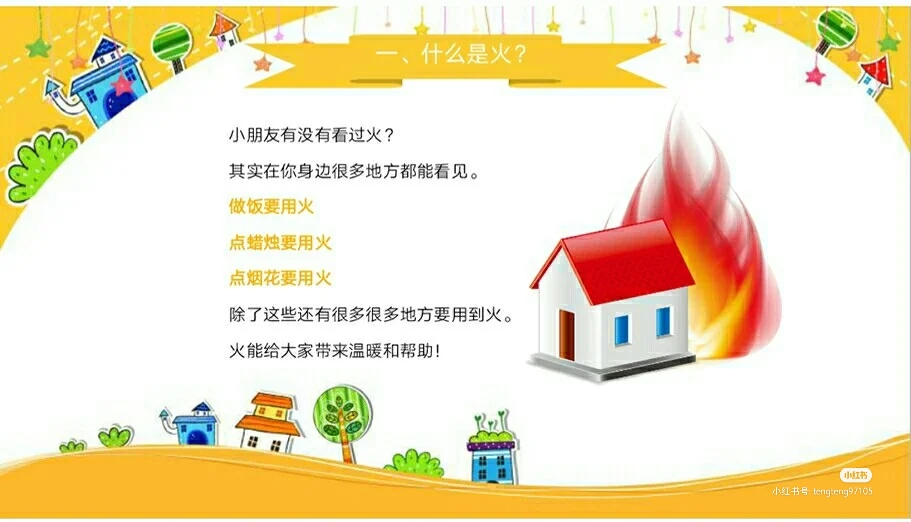 一、什么是火?
小朋友有没有看过火？
其实在你身边很多地方都能看见。
做饭要用火
点蜡烛要用火
点烟花要用火
除了这些还有很多很多地方要用到火。
火能给大家带来温暖和帮助！
小红书
小红书号: tengteng97105